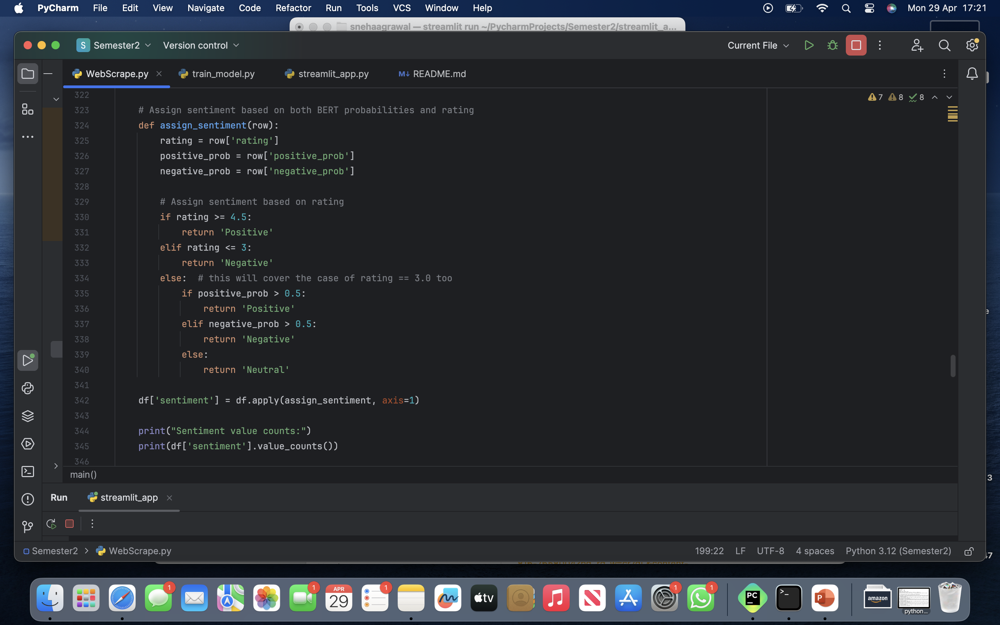 PyCharm File Edit View Navigate Code Refactor Run Tools VCS Window Help Mon 29 Apr 17:21
snehaagrawal — streamlit run ~/PycharmProjects/Semester2/streamlit_a...
S Semester2 Version control Current File
WebScrape.py train_model.py streamlit_app.py M↓ README.md
7 8 8
322
323 # Assign sentiment based on both BERT probabilities and rating
324 def assign_sentiment(row):
325 rating = row['rating']
326 positive_prob = row['positive_prob']
327 negative_prob = row['negative_prob']
328
329 # Assign sentiment based on rating
330 if rating >= 4.5:
331 return 'Positive'
332 elif rating <= 3:
333 return 'Negative'
334 else: # this will cover the case of rating == 3.0 too
335 if positive_prob > 0.5:
336 return 'Positive'
337 elif negative_prob > 0.5:
338 return 'Negative'
339 else:
340 return 'Neutral'
341
342 df['sentiment'] = df.apply(assign_sentiment, axis=1)
343
344 print("Sentiment value counts:")
345 print(df['sentiment'].value_counts())
346
main()
3
Run streamlit_app
Semester2 > WebScrape.py 199:22 LF UTF-8 4 spaces Python 3.12 (Semester2)
1 1 APR 29 1 tv 1 1 PC >_ P amazon python...